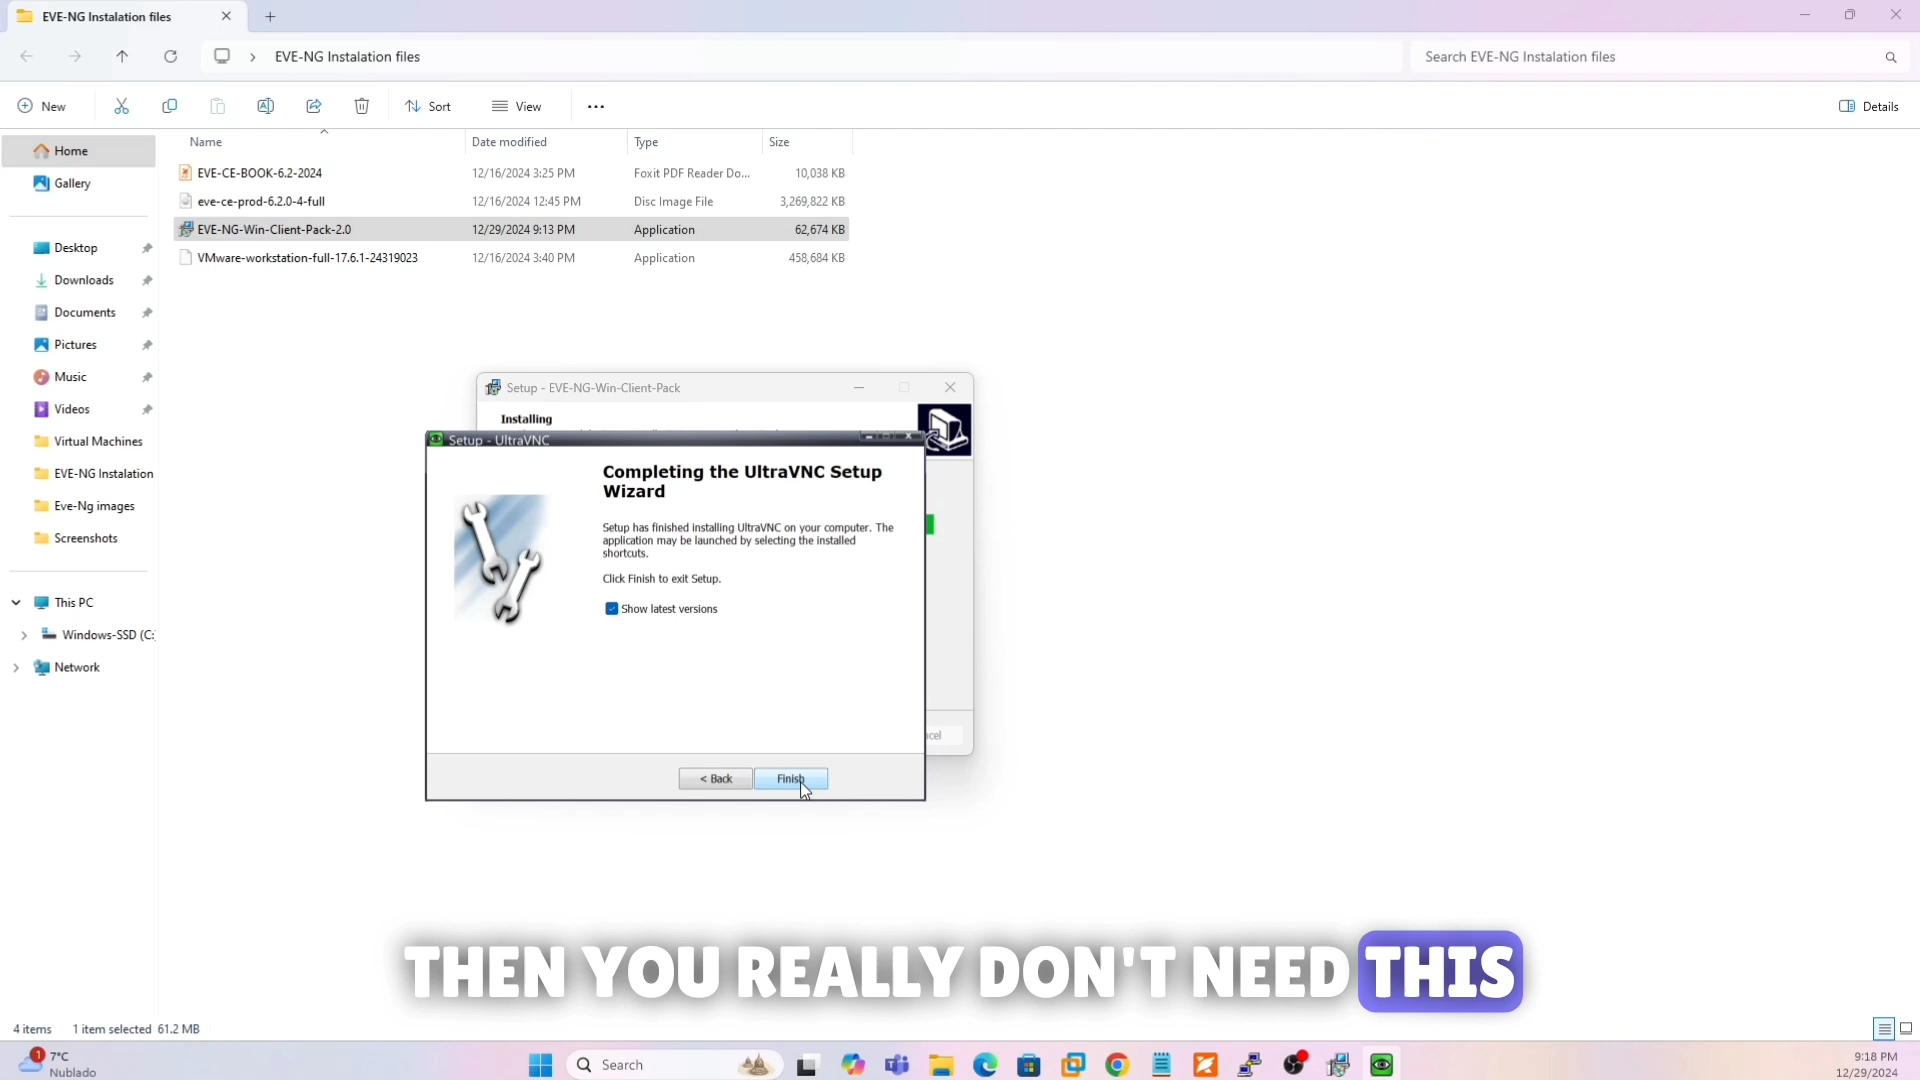 EVE-NG Instalation files
EVE-NG Instalation files
Search EVE-NG Instalation files
New
Sort
View
Details
Name
Date modified
Type
Size
Home
Gallery
Desktop
Downloads
Documents
Pictures
Music
Videos
Virtual Machines
EVE-NG Instalation
Eve-Ng images
Screenshots
This PC
Windows-SSD (C:
Network
EVE-CE-BOOK-6.2-2024 12/16/2024 3:25 PM Foxit PDF Reader Do... 10,038 KB
eve-ce-prod-6.2.0-4-full 12/16/2024 12:45 PM Disc Image File 3,269,822 KB
EVE-NG-Win-Client-Pack-2.0 12/29/2024 9:13 PM Application 62,674 KB
VMware-workstation-full-17.6.1-24319023 12/16/2024 3:40 PM Application 458,684 KB
Setup - EVE-NG-Win-Client-Pack
Installing
Setup - UltraVNC
Completing the UltraVNC Setup
Wizard
Setup has finished installing UltraVNC on your computer. The
application may be launched by selecting the installed
shortcuts.
Click Finish to exit Setup.
Show latest versions
< Back
Finish
ncel
THEN YOU REALLY DON'T NEED THIS
4 items 1 item selected 61.2 MB
1
7°C
Nublado
Search
9:18 PM
12/29/2024